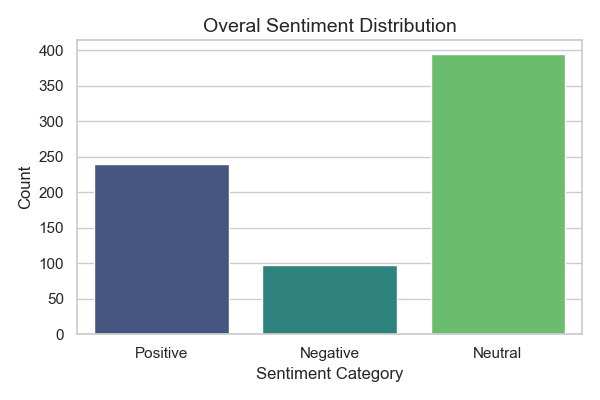 Overal Sentiment Distribution
400
350
300
250
200
150
100
50
0
Count
Positive Negative Neutral
Sentiment Category